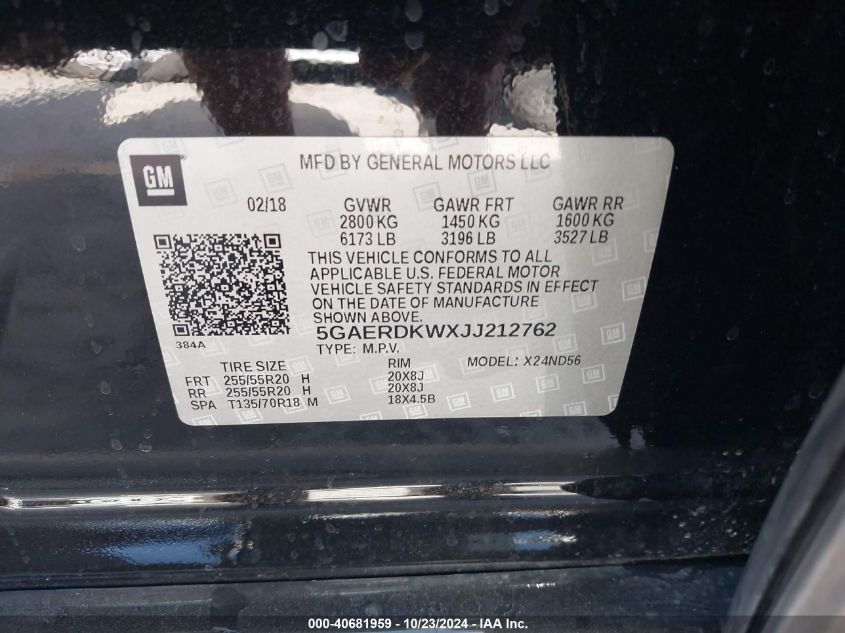 GM
MFD BY GENERAL MOTORS LLC
02/18 GVWR GAWR FRT GAWR RR
2800 KG 1450 KG 1600 KG
6173 LB 3196 LB 3527 LB
THIS VEHICLE CONFORMS TO ALL
APPLICABLE U.S. FEDERAL MOTOR
VEHICLE SAFETY STANDARDS IN EFFECT
ON THE DATE OF MANUFACTURE
SHOWN ABOVE.
384A
5GAERDKWXJJ212762
TYPE: M.P.V.
TIRE SIZE RIM MODEL: X24ND56
FRT 255/55R20 H 20X8J
RR 255/55R20 H 20X8J
SPA T135/70R18 M 18X4.5B
000-40681959 - 10/23/2024 - IAA Inc.